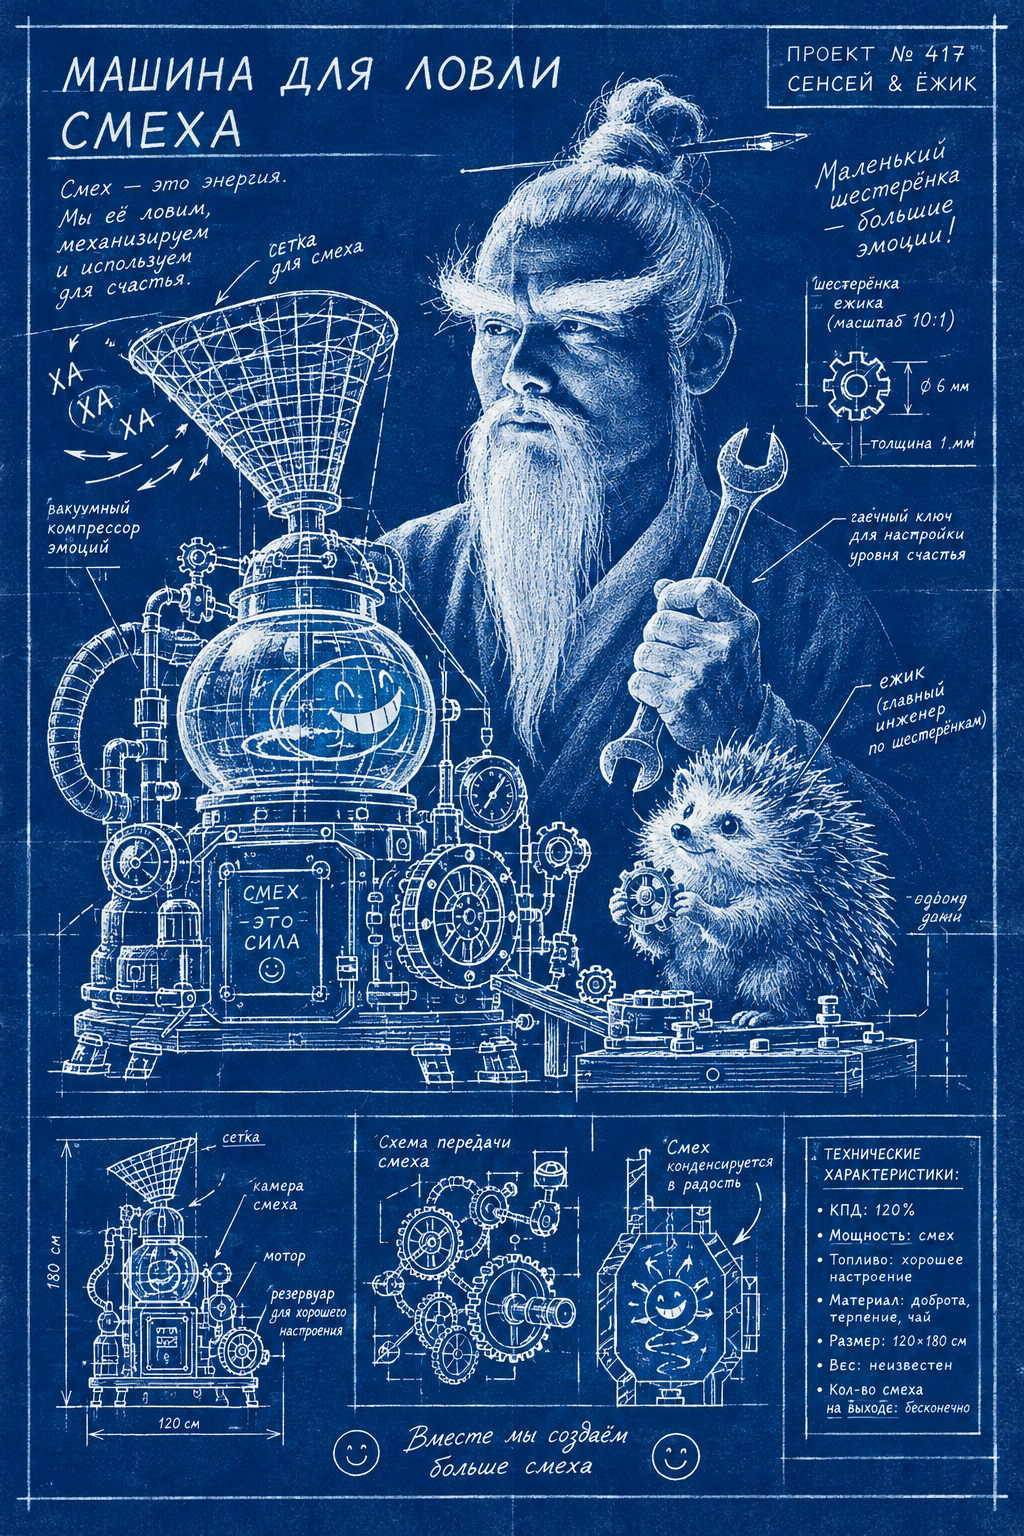 МАШИНА ДЛЯ ЛОВЛИ
СМЕХА
ПРОЕКТ № 417
СЕНСЕЙ & ЁЖИК
Смех — это энергия.
Мы её ловим,
механизируем
и используем
для счастья.
Маленький
шестерёнка
— большие
эмоции!
сетка
для смеха
шестерёнка
ежика
(масштаб 10:1)
ХА
ХА
ХА
⌀ 6 мм
толщина 1.мм
вакуумный
компрессор
эмоций
гаечный ключ
для настройки
уровня счастья
ежик
(главный
инженер
по шестерёнкам)
СМЕХ
—ЭТО
СИЛА
сетка
камера
смеха
мотор
резервуар
для хорошего
настроения
180 см
120 см
Схема передачи
смеха
Смех
конденсируется
в радость
ТЕХНИЧЕСКИЕ
ХАРАКТЕРИСТИКИ:
• КПД: 120%
• Мощность: смех
• Топливо: хорошее
настроение
• Материал: доброта,
терпение, чай
• Размер: 120×180 см
• Вес: неизвестен
• Кол-во смеха
на выходе: бесконечно
Вместе мы создаём
больше смеха